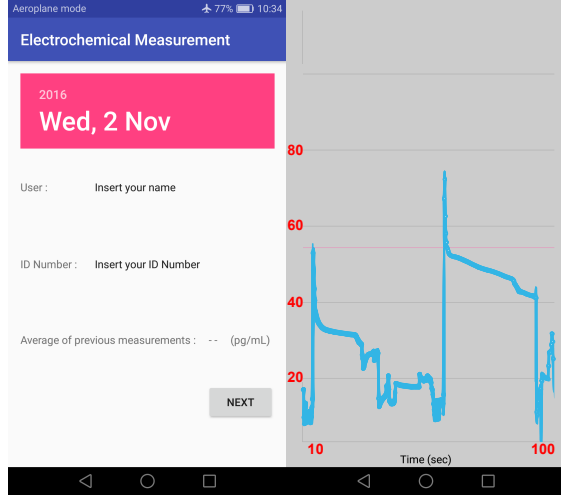 Aeroplane mode 77% 10:34
Electrochemical Measurement
2016
Wed, 2 Nov
User : Insert your name
ID Number : Insert your ID Number
Average of previous measurements : -- (pg/mL)
NEXT
80
60
40
20
10 100
Time (sec)